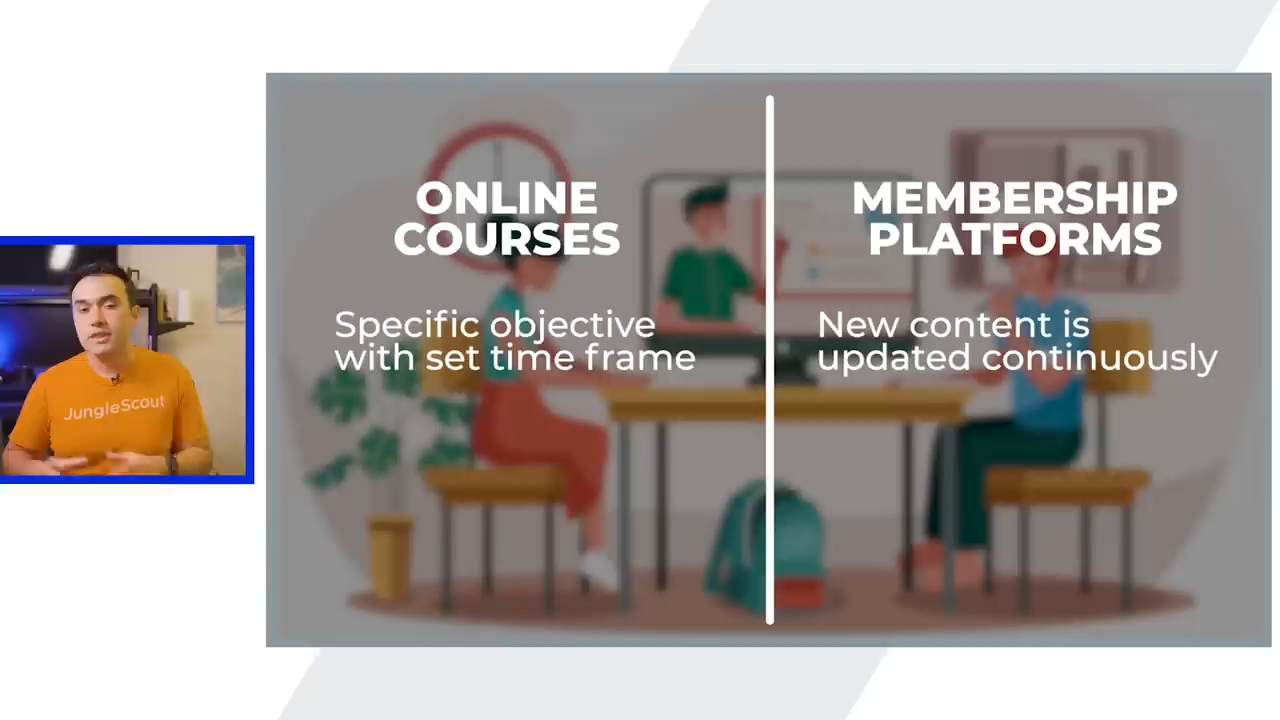 ONLINE
COURSES
Specific objective
with set time frame
MEMBERSHIP
PLATFORMS
New content is
updated continuously
JungleScout